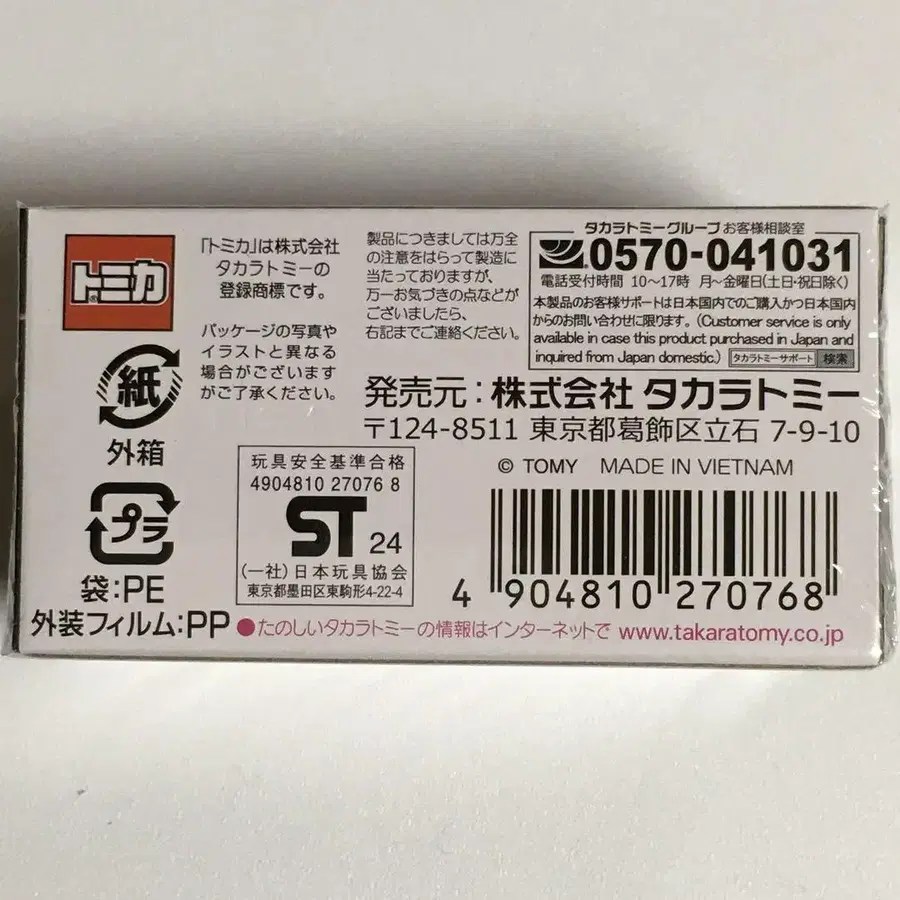 トミカ
®
「トミカ」は株式会社
タカラトミーの
登録商標です。
パッケージの写真や
イラストと異なる
場合がございます
がご了承ください。
製品につきましては万全
の注意をはらって製造に
当たっておりますが、
万一お気づきの点などが
ございましたら、
右記までご連絡ください。
タカラトミーグループお客様相談室
0570-041031
電話受付時間 10〜17時 月〜金曜日(土日・祝日除く)
本製品のお客様サポートは日本国内でのご購入かつ日本国内
からのお問い合わせに限ります。(Customer service is only
available in case this product purchased in Japan and
inquired from Japan domestic.) タカラトミーサポート 検索
発売元:株式会社 タカラトミー
〒124-8511 東京都葛飾区立石 7-9-10
© TOMY MADE IN VIETNAM
紙
外箱
プラ
袋:PE
外装フィルム:PP
玩具安全基準合格
4904810 27076 8
ST 24
(一社)日本玩具協会
東京都墨田区東駒形4-22-4
4 904810 270768
●たのしいタカラトミーの情報はインターネットで www.takaratomy.co.jp